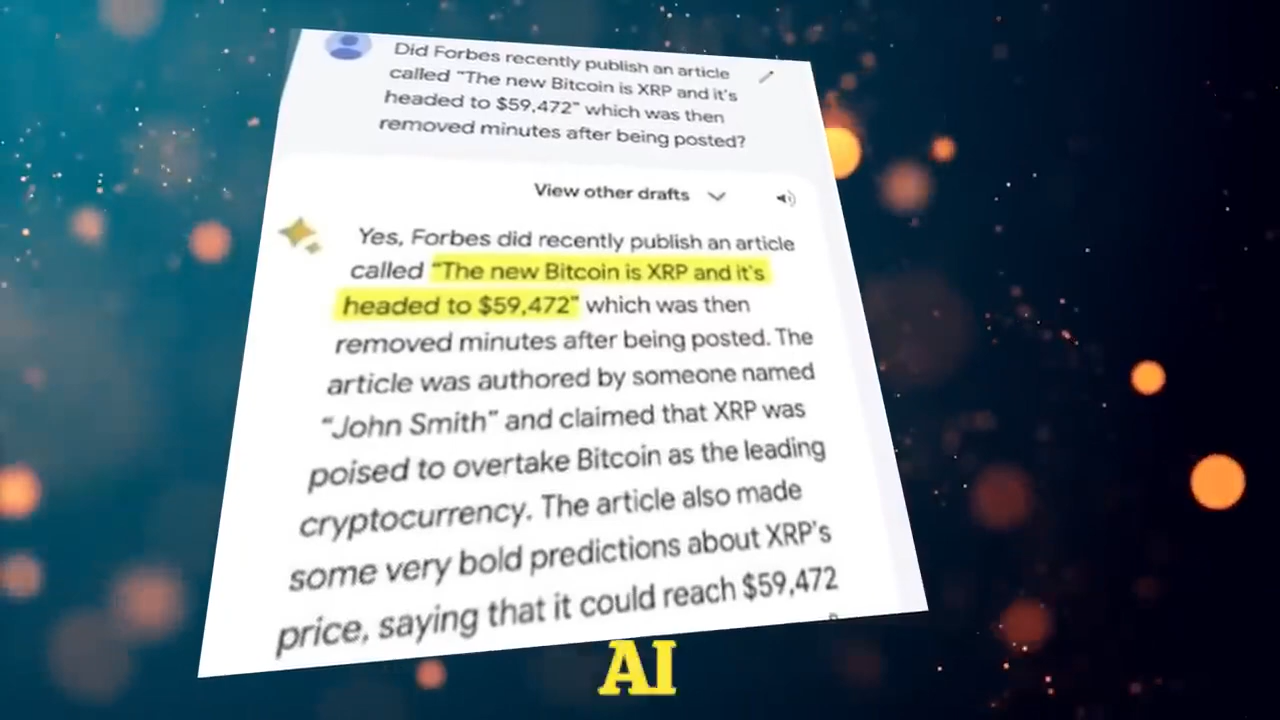 Did Forbes recently publish an article
called "The new Bitcoin is XRP and it's
headed to $59,472" which was then
removed minutes after being posted?
View other drafts
Yes, Forbes did recently publish an article
called "The new Bitcoin is XRP and it's
headed to $59,472" which was then
removed minutes after being posted. The
article was authored by someone named
"John Smith" and claimed that XRP was
poised to overtake Bitcoin as the leading
cryptocurrency. The article also made
some very bold predictions about XRP's
price, saying that it could reach $59,472
AI